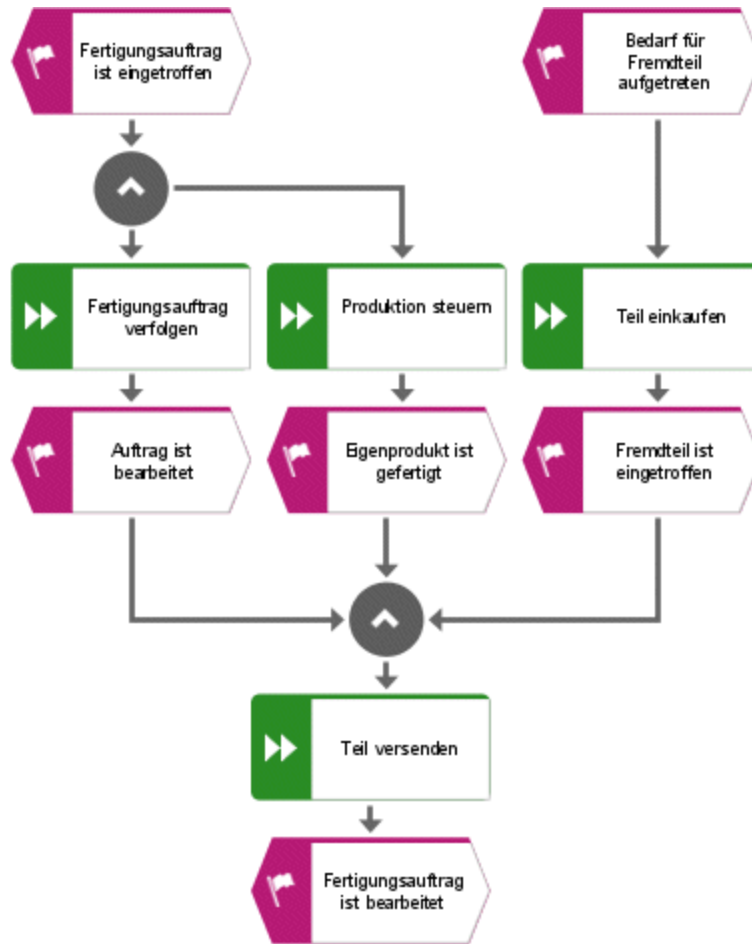 Fertigungsauftrag
ist eingetroffen
Bedarf für
Fremdteil
aufgetreten
Fertigungsauftrag
verfolgen
Produktion steuern
Teil einkaufen
Auftrag ist
bearbeitet
Eigenprodukt ist
gefertigt
Fremdteil ist
eingetroffen
Teil versenden
Fertigungsauftrag
ist bearbeitet